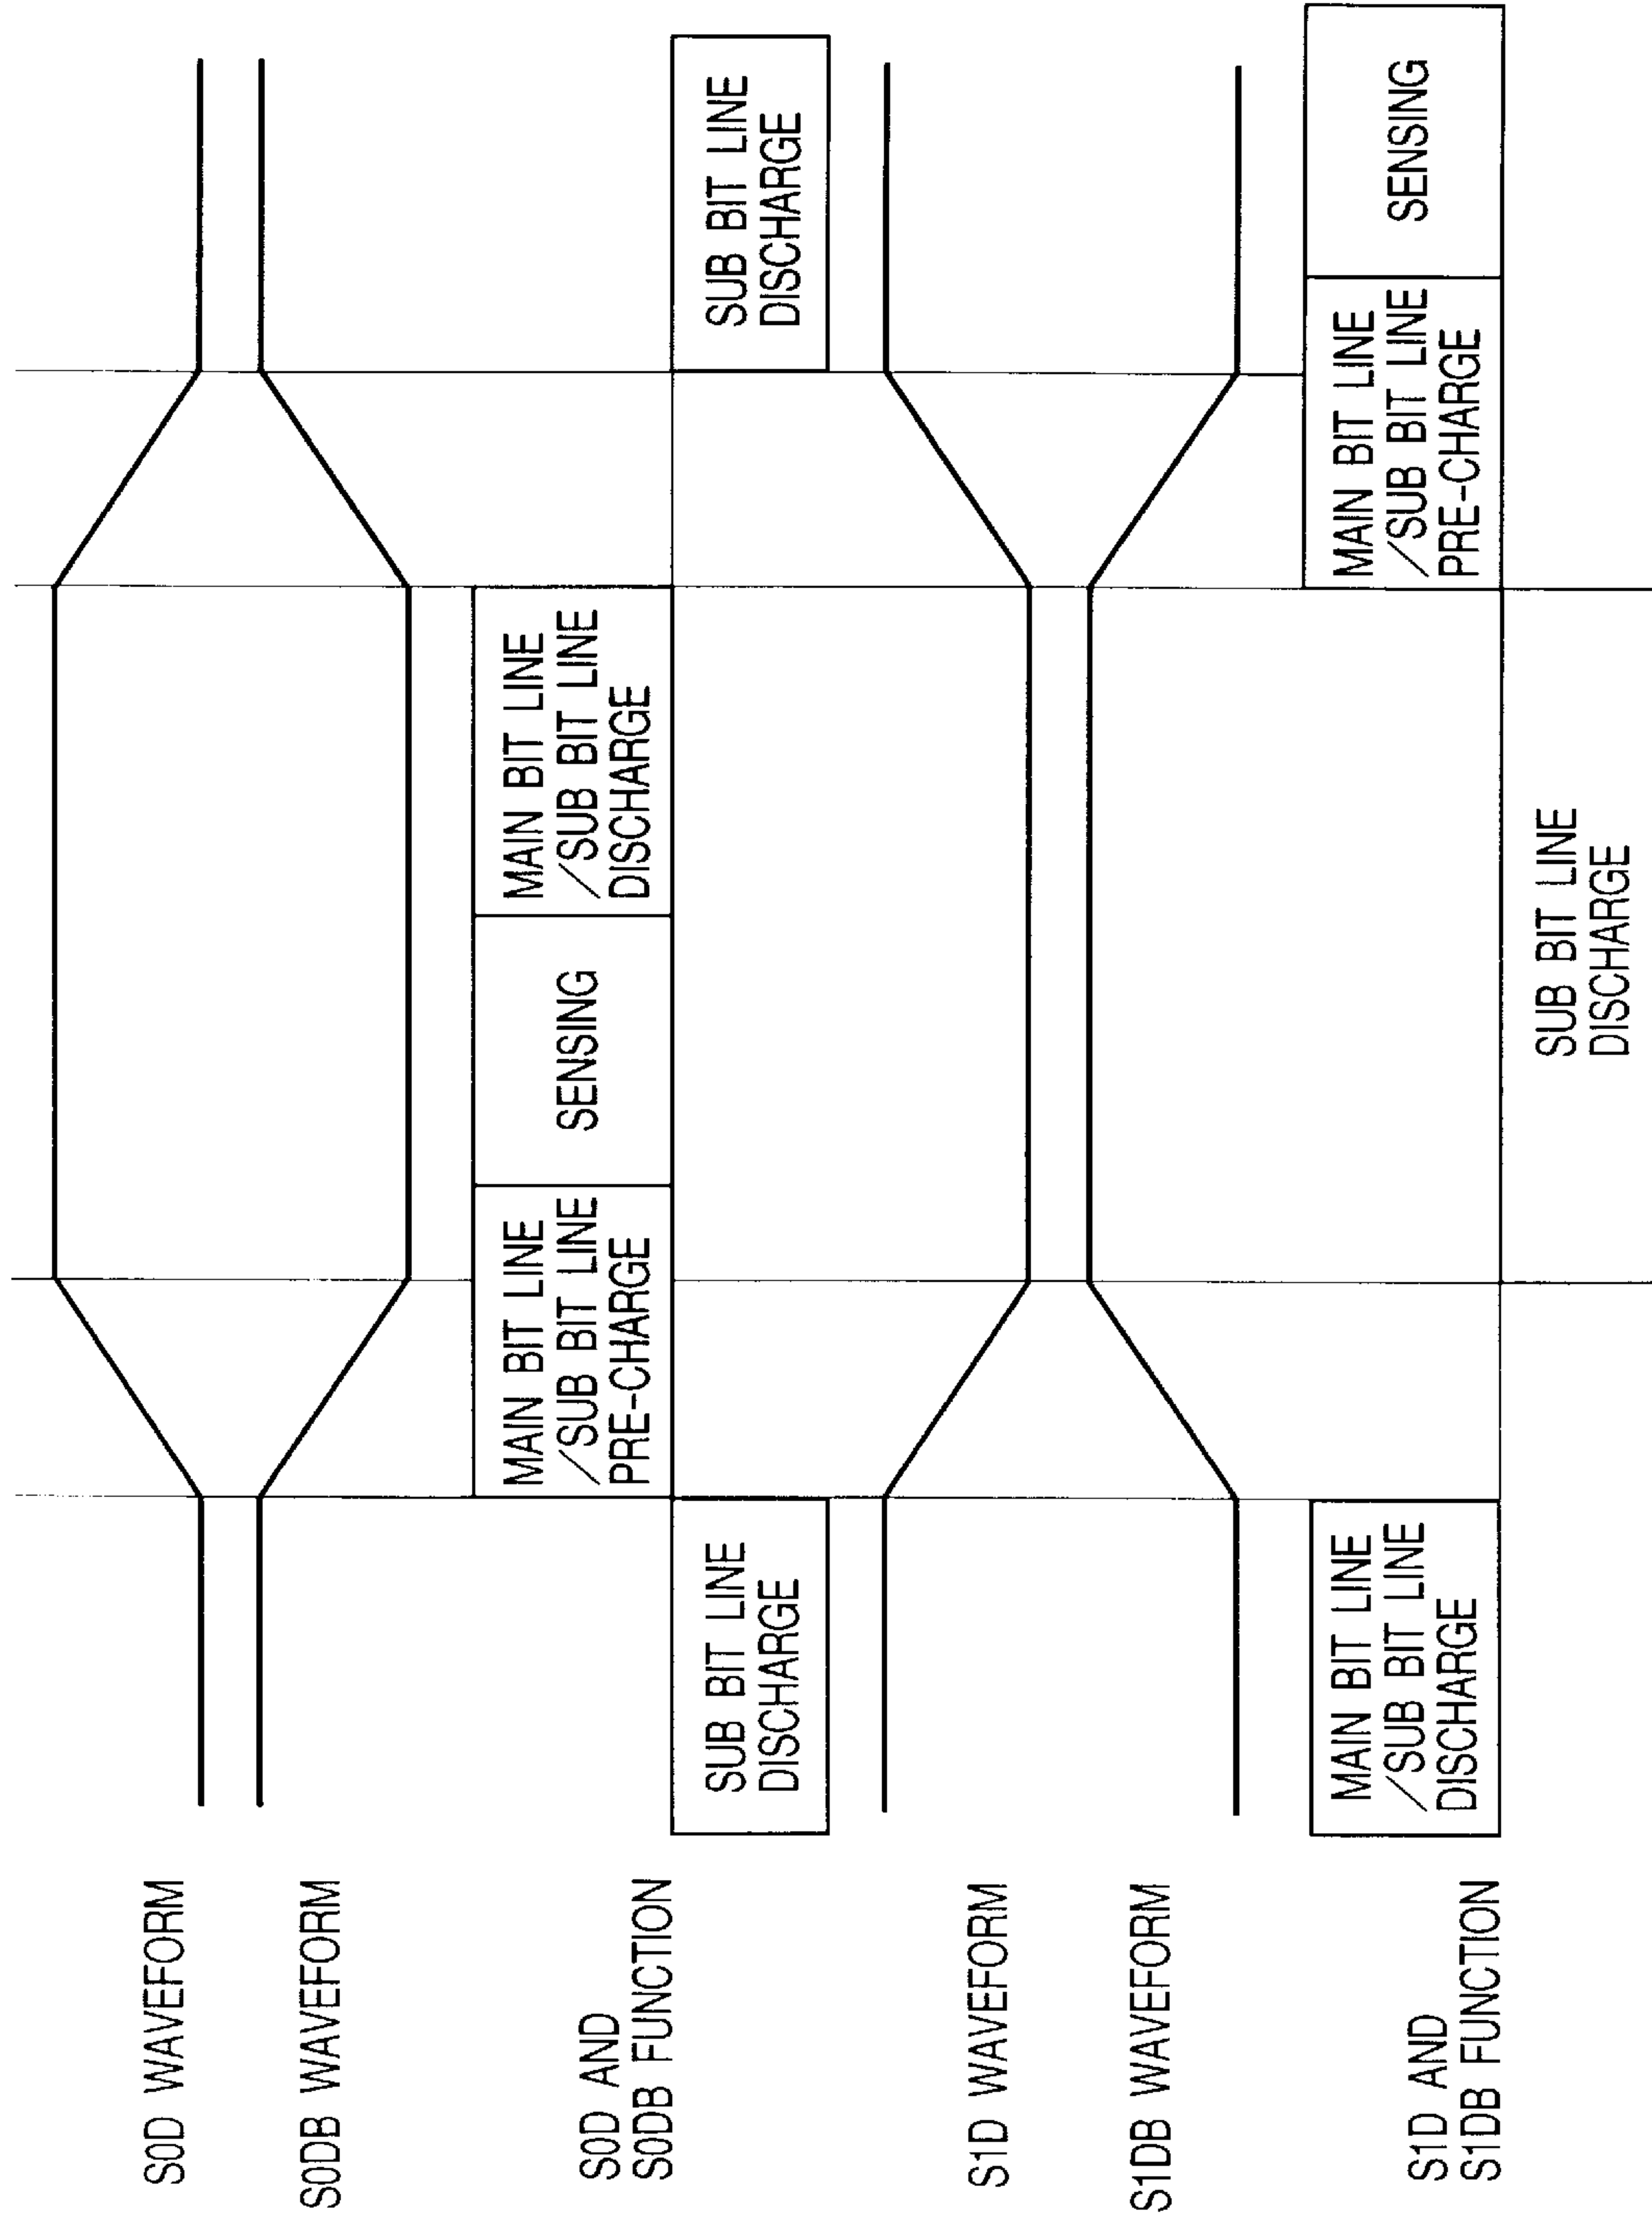 S0D WAVEFORM
S0DB WAVEFORM
S0D AND
S0DB FUNCTION
SUB BIT LINE
DISCHARGE
MAIN BIT LINE
/SUB BIT LINE
PRE-CHARGE
SENSING
MAIN BIT LINE
/SUB BIT LINE
DISCHARGE
SUB BIT LINE
DISCHARGE
S1D WAVEFORM
S1DB WAVEFORM
S1D AND
S1DB FUNCTION
MAIN BIT LINE
/SUB BIT LINE
DISCHARGE
SUB BIT LINE
DISCHARGE
MAIN BIT LINE
/SUB BIT LINE
PRE-CHARGE
SENSING